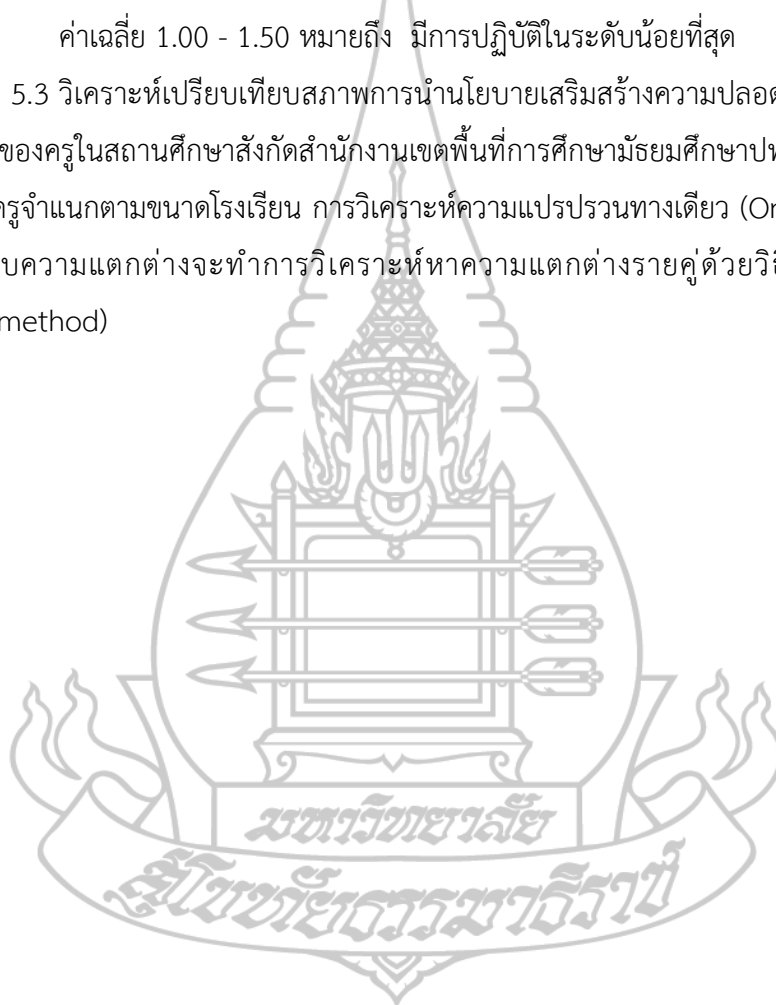 ค่าเฉลี่ย 1.00 - 1.50 หมายถึง มีการปฏิบัติในระดับน้อยที่สุด
5.3 วิเคราะห์เปรียบเทียบสภาพการนำนโยบายเสริมสร้างความปลอด
ของครูในสถานศึกษาสังกัดสำนักงานเขตพื้นที่การศึกษามัธยมศึกษาปท
ครูจำแนกตามขนาดโรงเรียน การวิเคราะห์ความแปรปรวนทางเดียว (On
บความแตกต่างจะทำการวิเคราะห์หาความแตกต่างรายคู่ด้วยวิธี
method)
มหาวิทยาลัย
สุโขทัยธรรมาธิราช